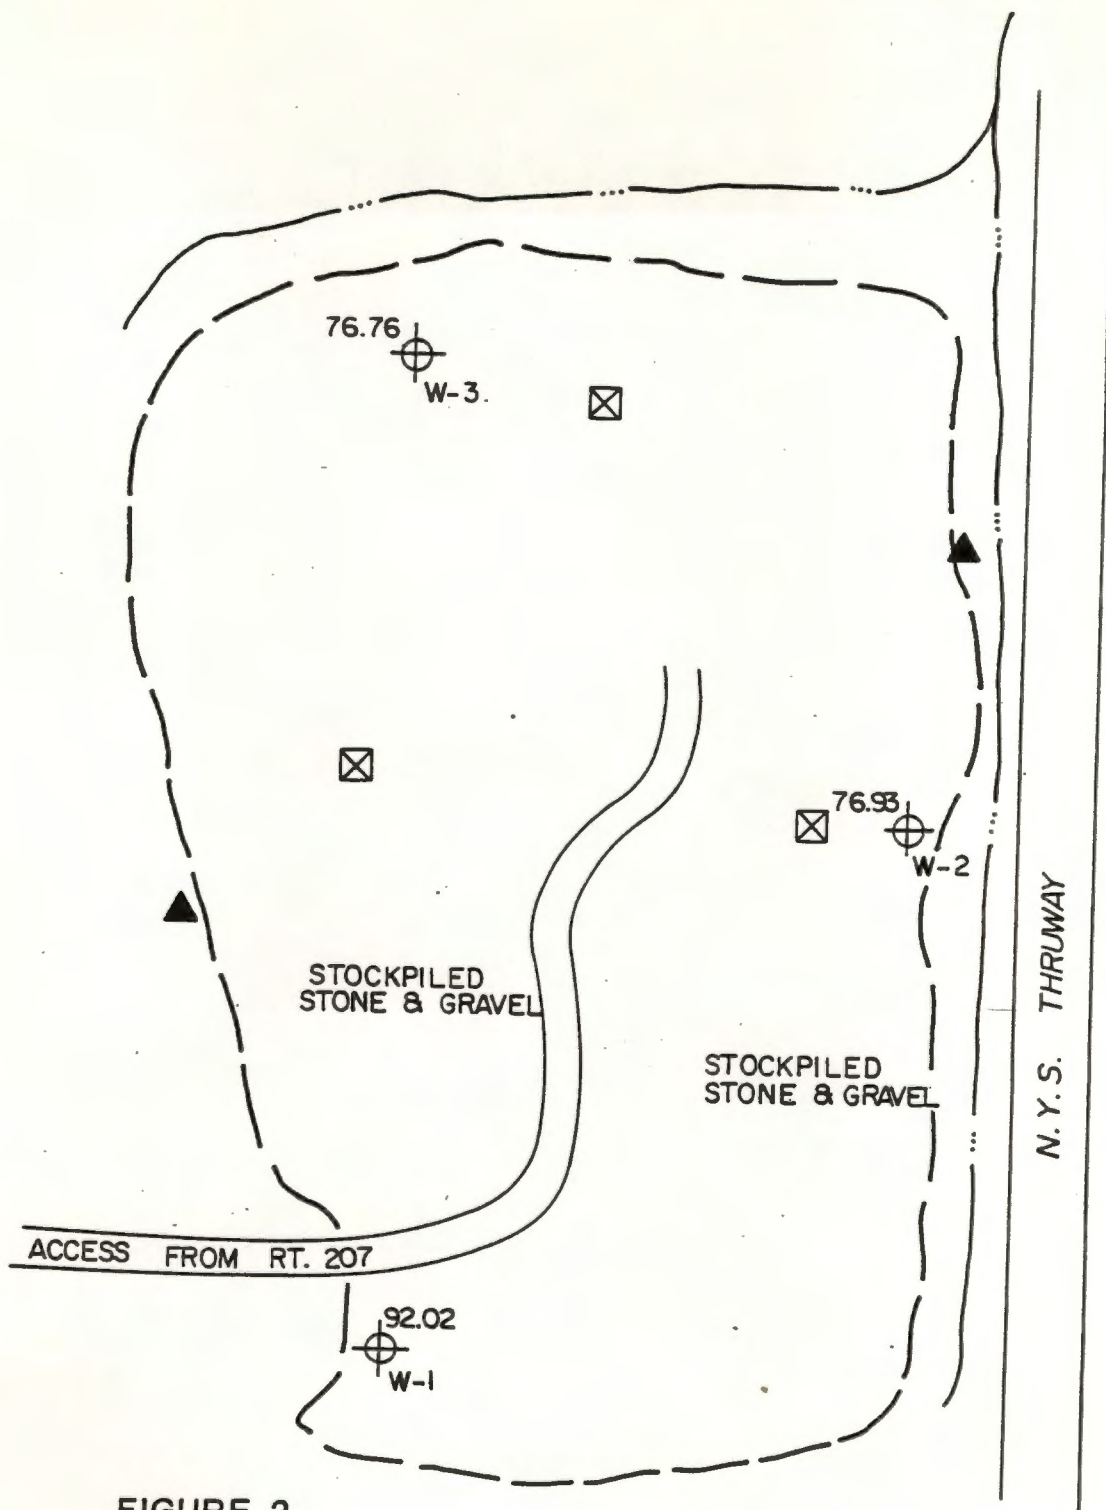 76.76
W-3.
76.93
W-2
STOCKPILED
STONE & GRAVEL
STOCKPILED
STONE & GRAVEL
N.Y.S. THRUWAY
ACCESS FROM RT. 207
92.02
W-1
FIGURE 2